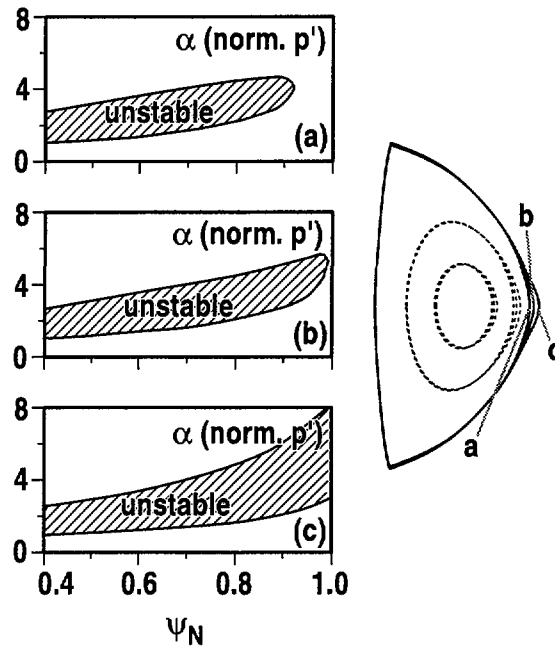 8
α (norm. p')
4
unstable
(a)
0
8
α (norm. p')
4
unstable
(b)
0
8
α (norm. p')
4
unstable
(c)
0
0.4 0.6 0.8 1.0
ψN
b
c
a